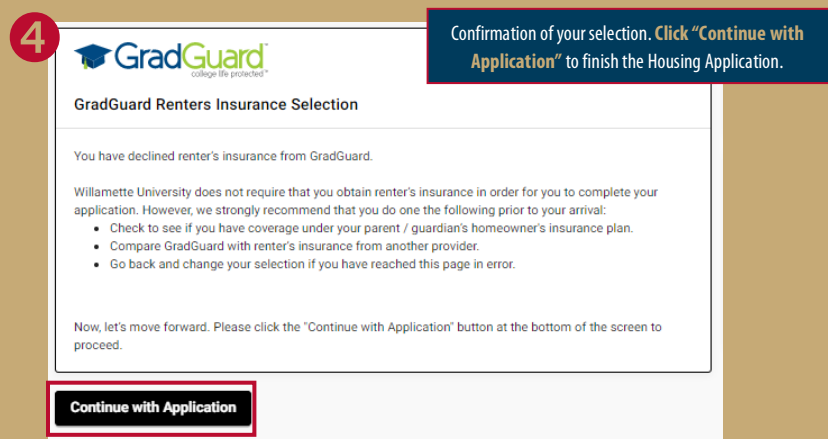 4
Confirmation of your selection. Click “Continue with
Application” to finish the Housing Application.
GradGuard
college life protected™
GradGuard Renters Insurance Selection
You have declined renter's insurance from GradGuard.
Willamette University does not require that you obtain renter's insurance in order for you to complete your
application. However, we strongly recommend that you do one the following prior to your arrival:
• Check to see if you have coverage under your parent / guardian's homeowner's insurance plan.
• Compare GradGuard with renter's insurance from another provider.
• Go back and change your selection if you have reached this page in error.
Now, let's move forward. Please click the "Continue with Application" button at the bottom of the screen to
proceed.
Continue with Application